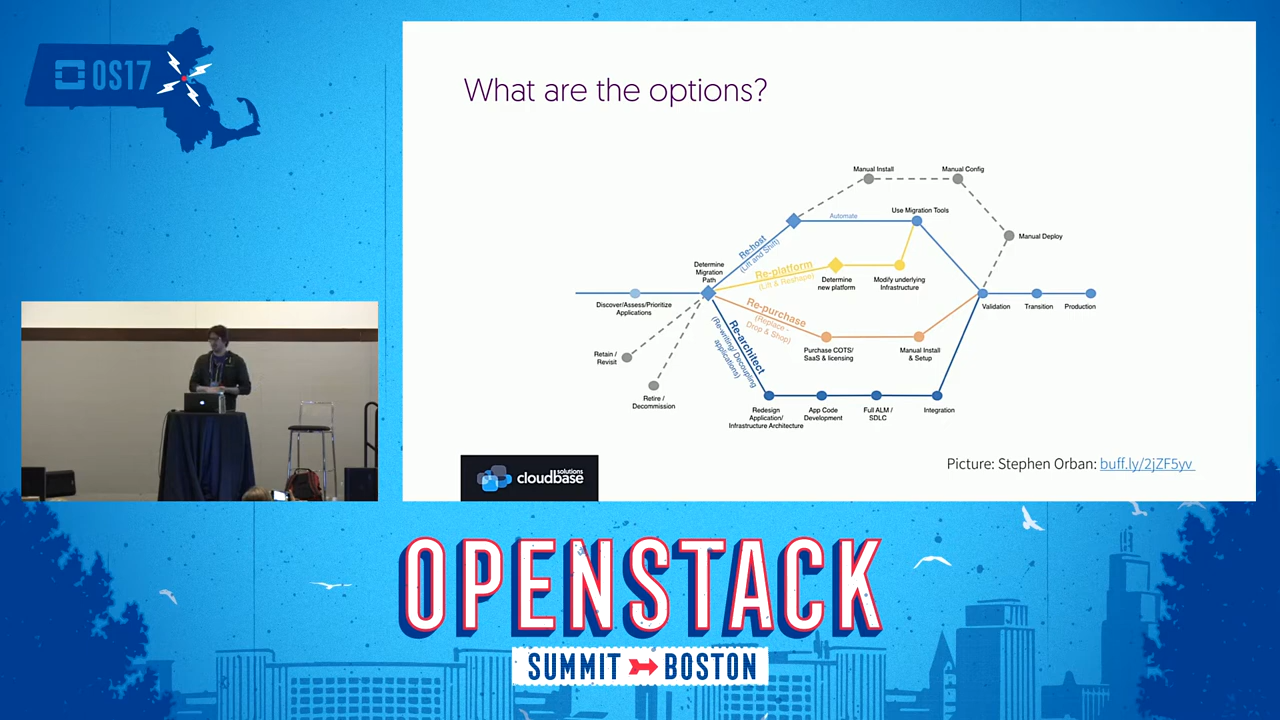 OS17
What are the options?
Manual Install
Manual Config
Use Migration Tools
Automate
Manual Deploy
Re-host
(Lift and Shift)
Determine
Migration
Path
Re-platform
(Lift & Reshape)
Determine
new platform
Modify underlying
Infrastructure
Discover/Assess/Prioritize
Applications
Validation
Transition
Production
Re-purchase
(Replace -
Drop & Shop)
Purchase COTS/
SaaS & licensing
Manual Install
& Setup
Re-architect
(Re-writing/ Decoupling
applications)
Retain /
Revisit
Retire /
Decommission
Redesign
Application/
Infrastructure Architecture
App Code
Development
Full ALM /
SDLC
Integration
cloudbase
solutions
Picture: Stephen Orban: buff.ly/2jZF5yv
OPENSTACK
SUMMIT BOSTON